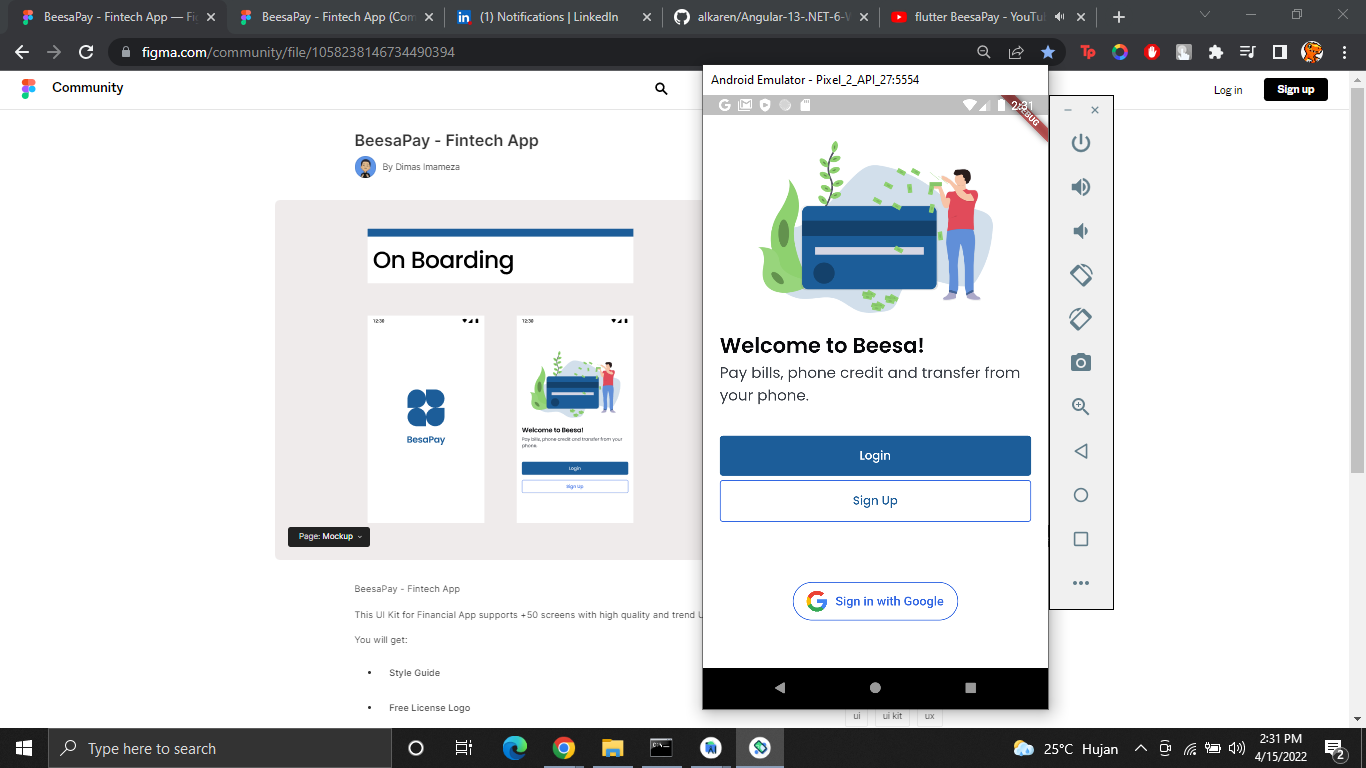 BeesaPay - Fintech App — Fi
BeesaPay - Fintech App (Com
(1) Notifications | LinkedIn
alkaren/Angular-13-.NET-6-W
flutter BeesaPay - YouTu
figma.com/community/file/1058238146734490394
Community
Log in
Sign up
BeesaPay - Fintech App
By Dimas Imameza
On Boarding
12:30
BesaPay
12:30
Welcome to Beesa!
Pay bills, phone credit and transfer from your
phone.
Login
Sign Up
Page: Mockup
BeesaPay - Fintech App
This UI Kit for Financial App supports +50 screens with high quality and trend U
You will get:
• Style Guide
• Free License Logo
ui
ui kit
ux
Android Emulator - Pixel_2_API_27:5554
2:31
DEBUG
Welcome to Beesa!
Pay bills, phone credit and transfer from
your phone.
Login
Sign Up
Sign in with Google
Type here to search
25°C Hujan
2:31 PM
4/15/2022
2